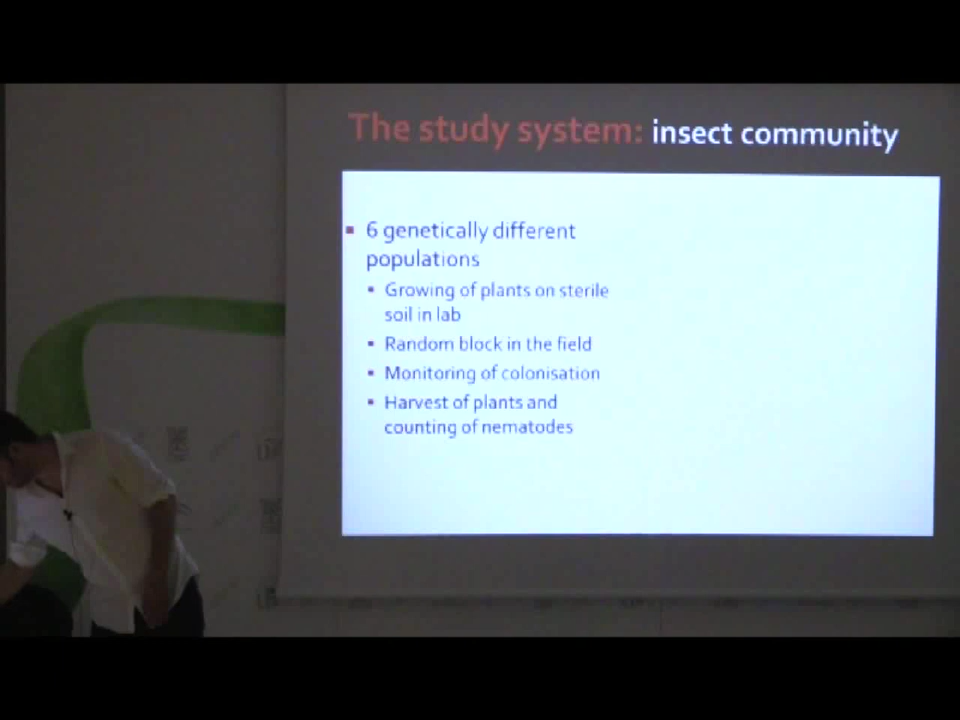 The study system: insect community
6 genetically different
populations
Growing of plants on sterile
soil in lab
Random block in the field
Monitoring of colonisation
Harvest of plants and
counting of nematodes